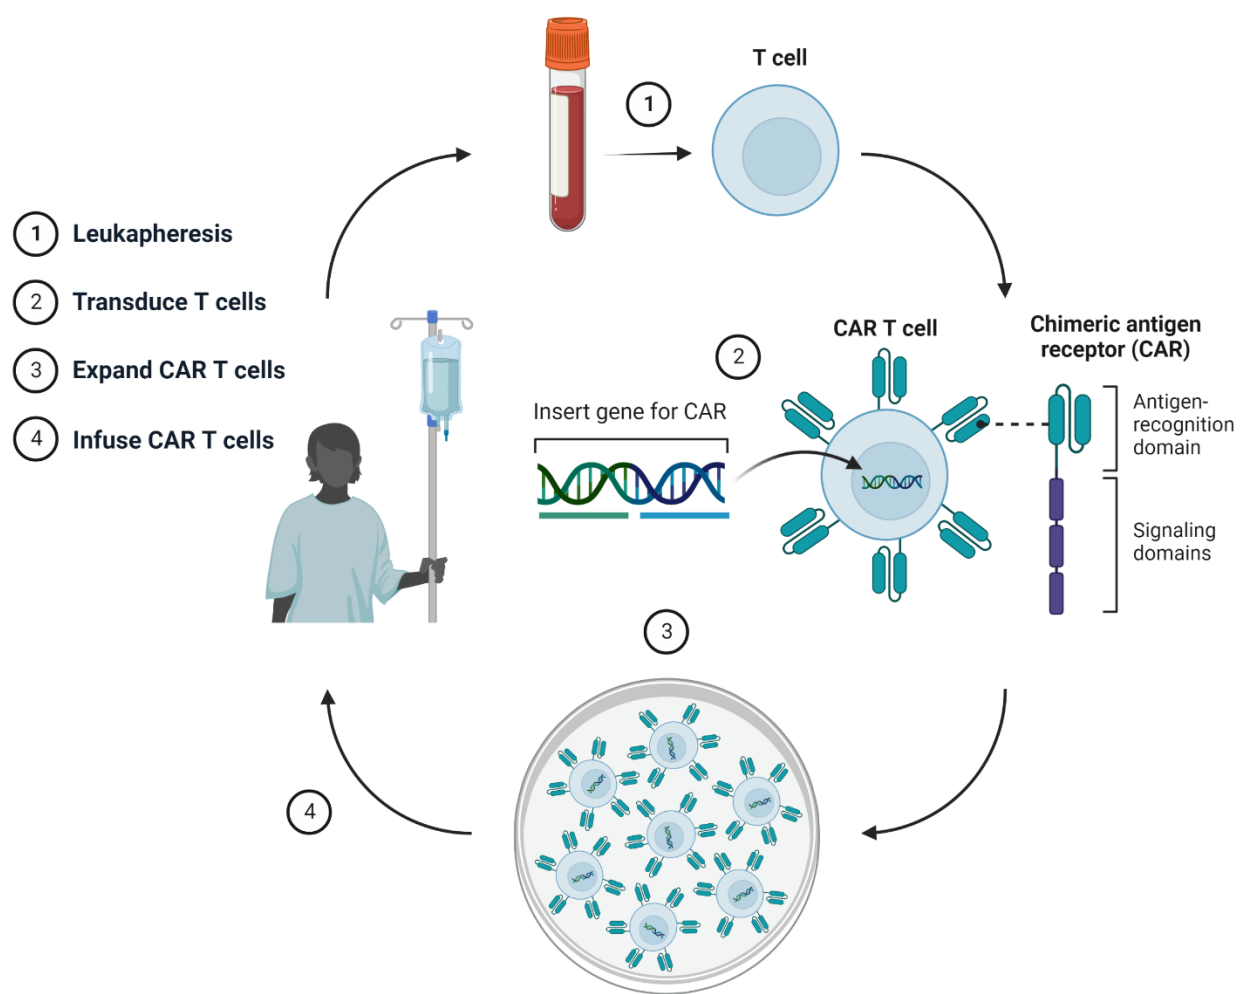 T cell
1
1 Leukapheresis
2 Transduce T cells
3 Expand CAR T cells
4 Infuse CAR T cells
2
CAR T cell
Chimeric antigen
receptor (CAR)
Insert gene for CAR
Antigen-
recognition
domain
Signaling
domains
3
4